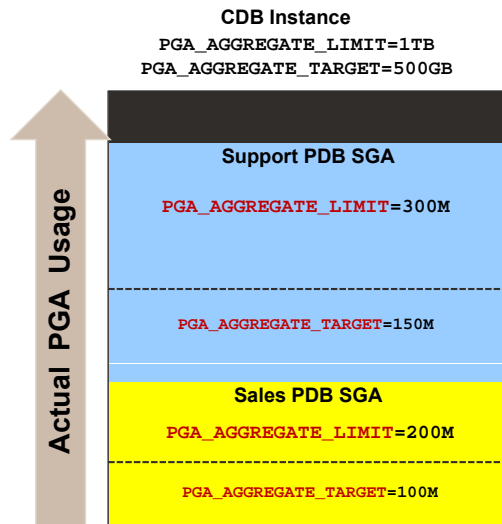 CDB Instance
PGA_AGGREGATE_LIMIT=1TB
PGA_AGGREGATE_TARGET=500GB
Actual PGA Usage
Support PDB SGA
PGA_AGGREGATE_LIMIT=300M
PGA_AGGREGATE_TARGET=150M
Sales PDB SGA
PGA_AGGREGATE_LIMIT=200M
PGA_AGGREGATE_TARGET=100M